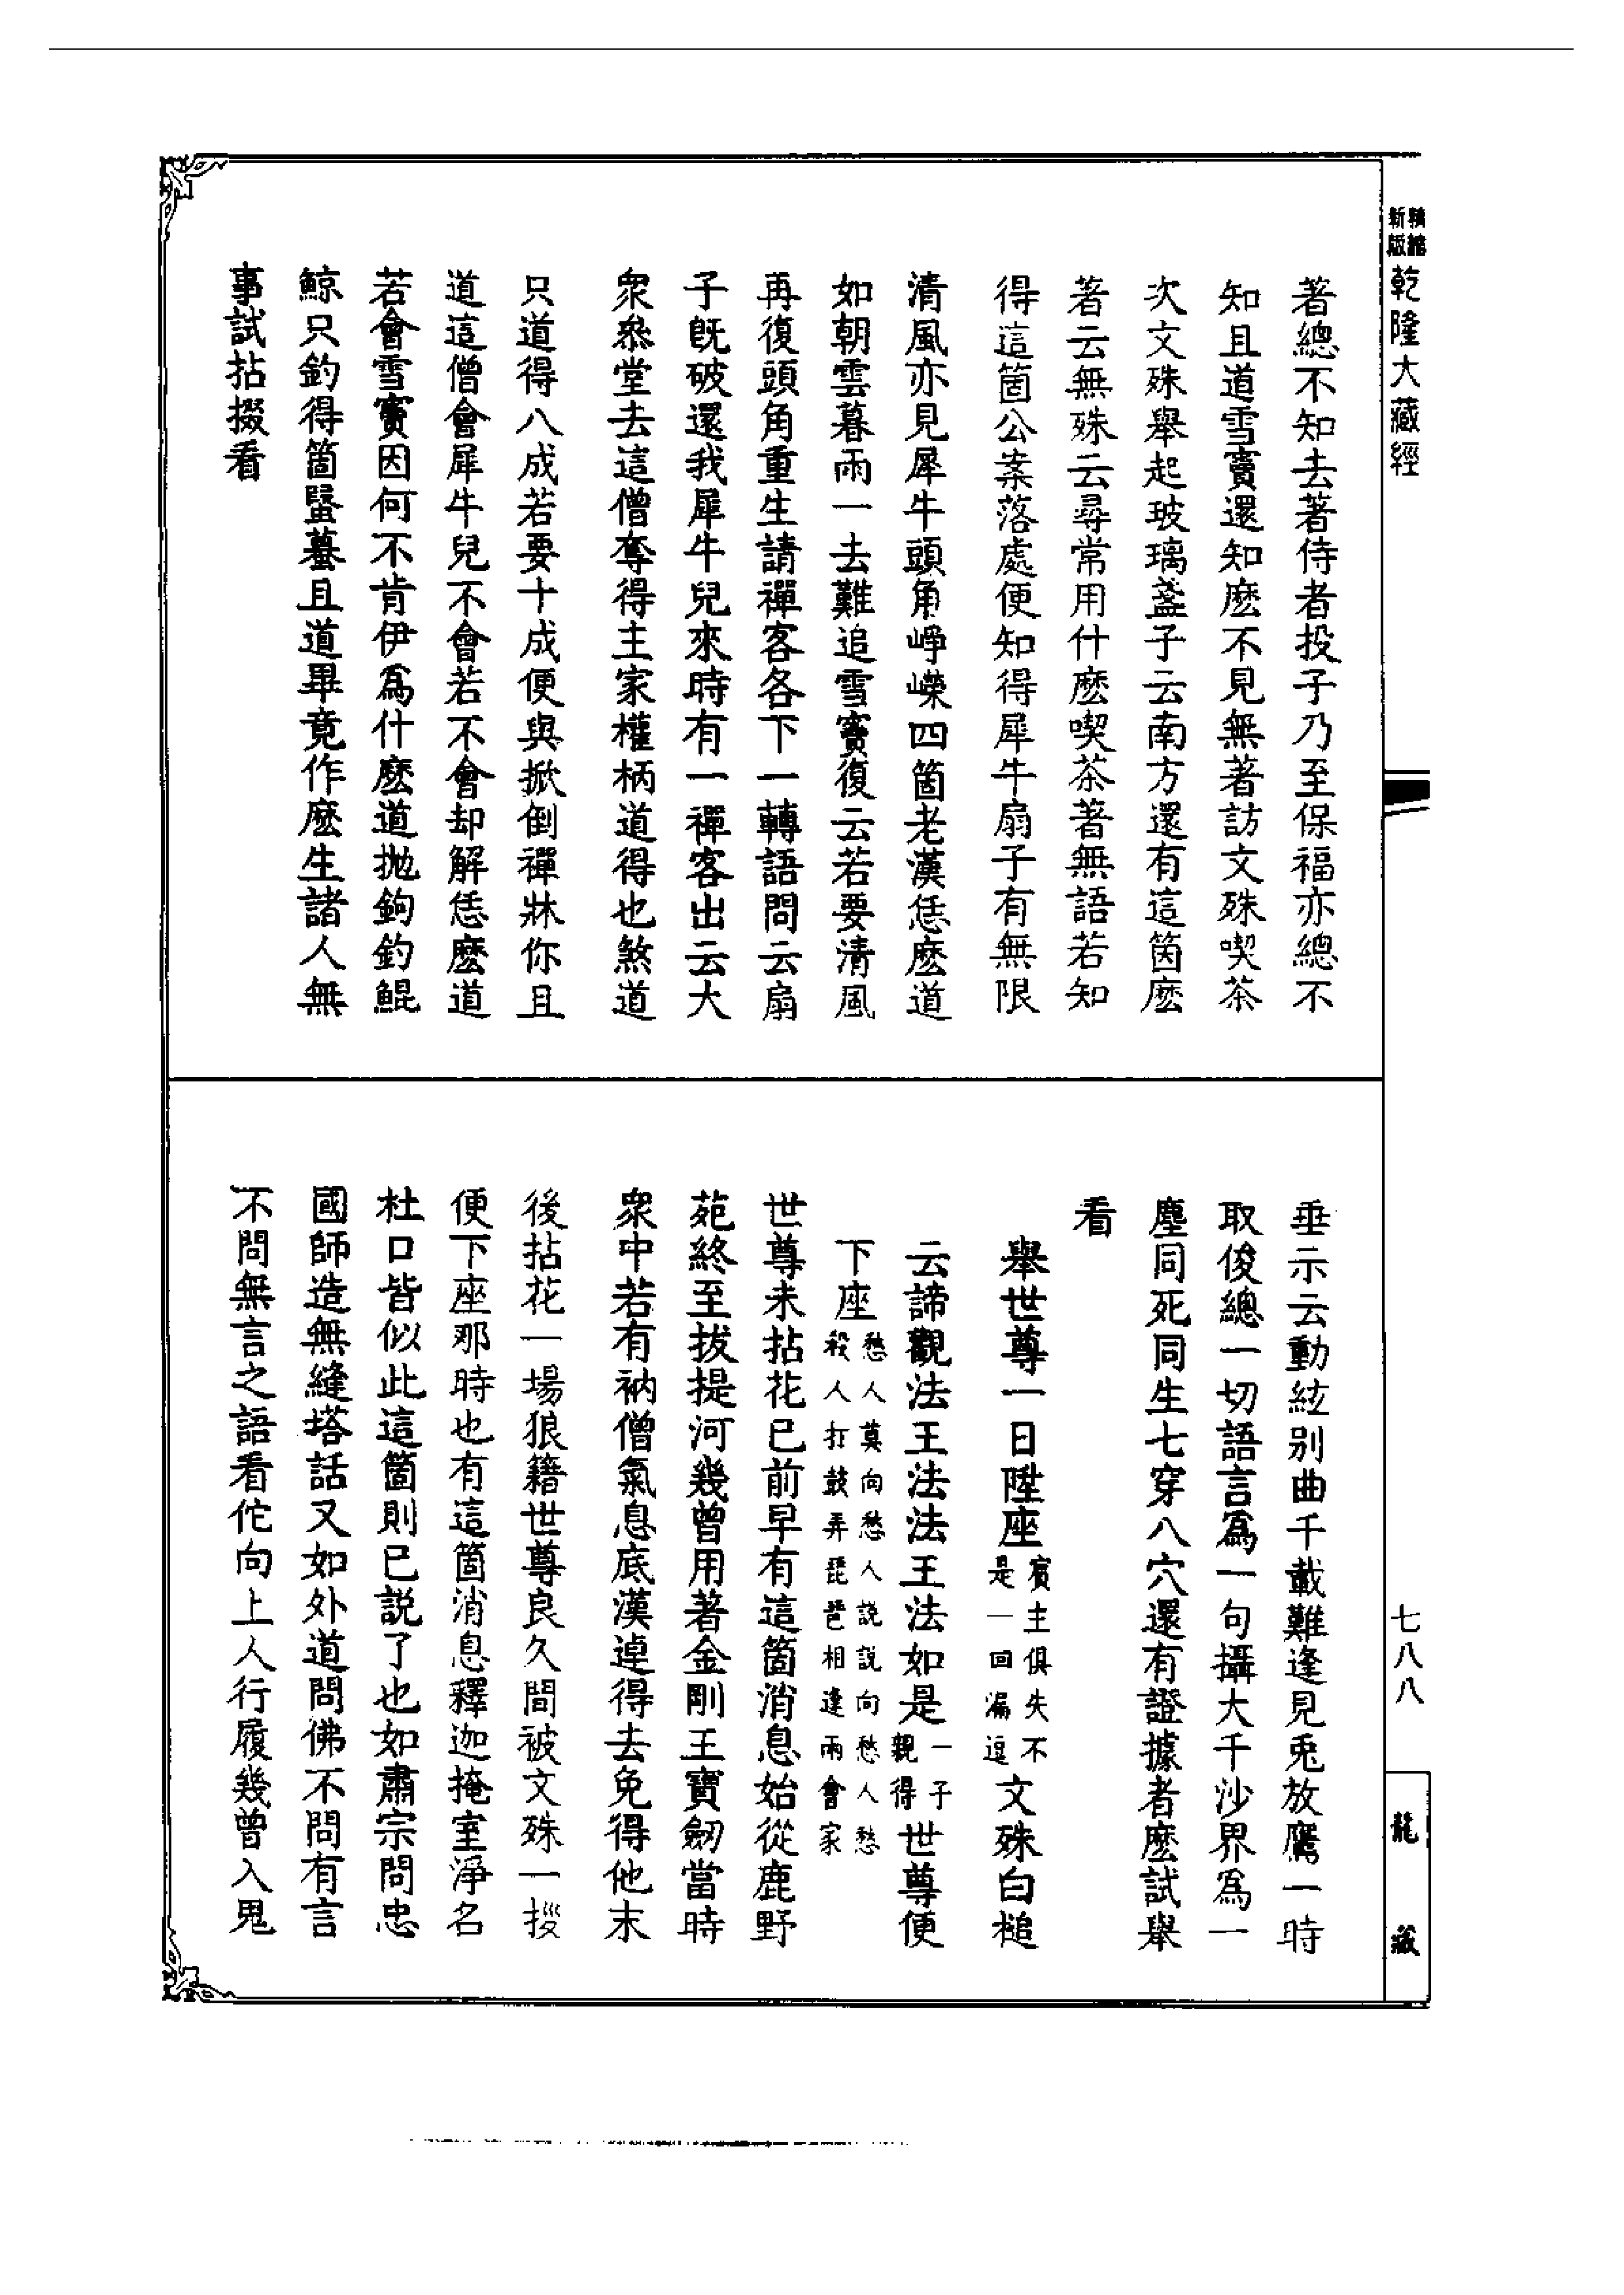 精縮
新版
乾隆大藏經
著總不知去著侍者投子乃至保福亦總不
知且道雪竇還知麽不見無著訪文殊喫茶
次文殊舉起玻璃盞子云南方還有這箇麽
著云無殊云尋常用什麽喫茶著無語若知
得這箇公案落處便知得犀牛扇子有無限
清風亦見犀牛頭角崢嶸四箇老漢恁麽道
如朝雲暮雨一去難追雪竇復云若要清風
再復頭角重生請禪客各下一轉語問云扇
子旣破還我犀牛兒來時有一禪客出云大
衆叅堂去這僧奪得主家權柄道得也煞道
只道得八成若要十成便與掀倒禪牀你且
道這僧會犀牛兒不會若不會却解恁麽道
若會雪竇因何不肯伊爲什麽道拋鉤釣鯤
鯨只釣得箇蝦蟇且道畢竟作麽生諸人無
事試拈掇看
垂示云動絃别曲千載難逢見兎放鷹一時
取俊總一切語言爲一句攝大千沙界爲一
塵同死同生七穿八穴還有證據者麽試舉
看
舉世尊一日陞座賓主俱失不是一回漏逗文殊白槌
云諦觀法王法法王法如是一子親得世尊便
下座愁人莫向愁人説説向愁人愁殺人打鼓弄琵琶相逢兩會家
世尊未拈花已前早有這箇消息始從鹿野
苑終至拔提河幾曾用著金剛王寶劒當時
衆中若有衲僧氣息底漢逴得去免得他末
後拈花一場狼籍世尊良久間被文殊一拶
便下座那時也有這箇消息釋迦掩室淨名
杜口皆似此這箇則已説了也如肅宗問忠
國師造無縫塔話又如外道問佛不問有言
不問無言之語看佗向上人行履幾曾入鬼
七八八
龍藏